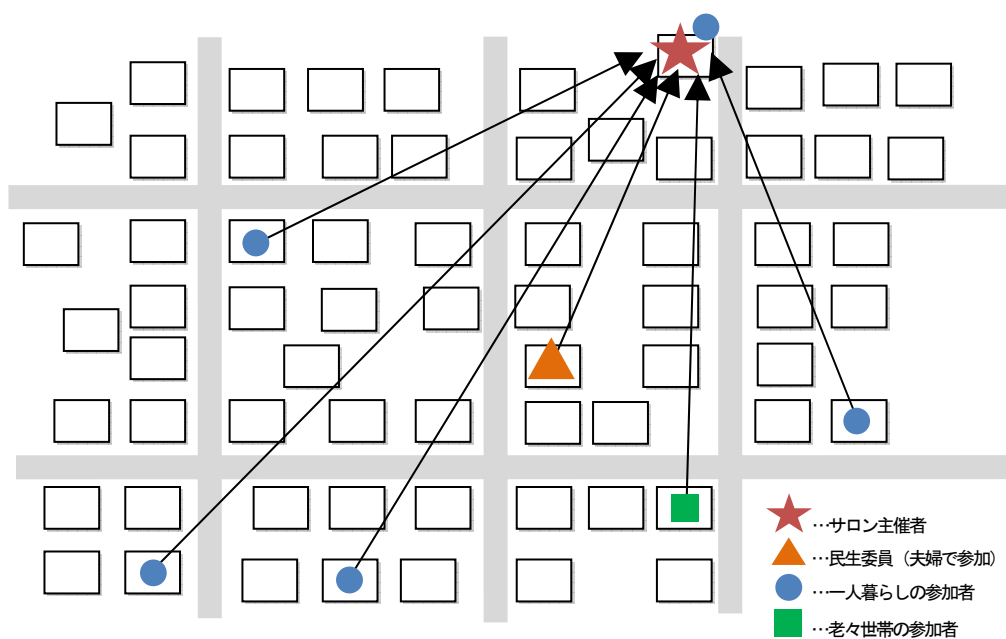 …サロン主催者
…民生委員（夫婦で参加）
…一人暮らしの参加者
…老々世帯の参加者